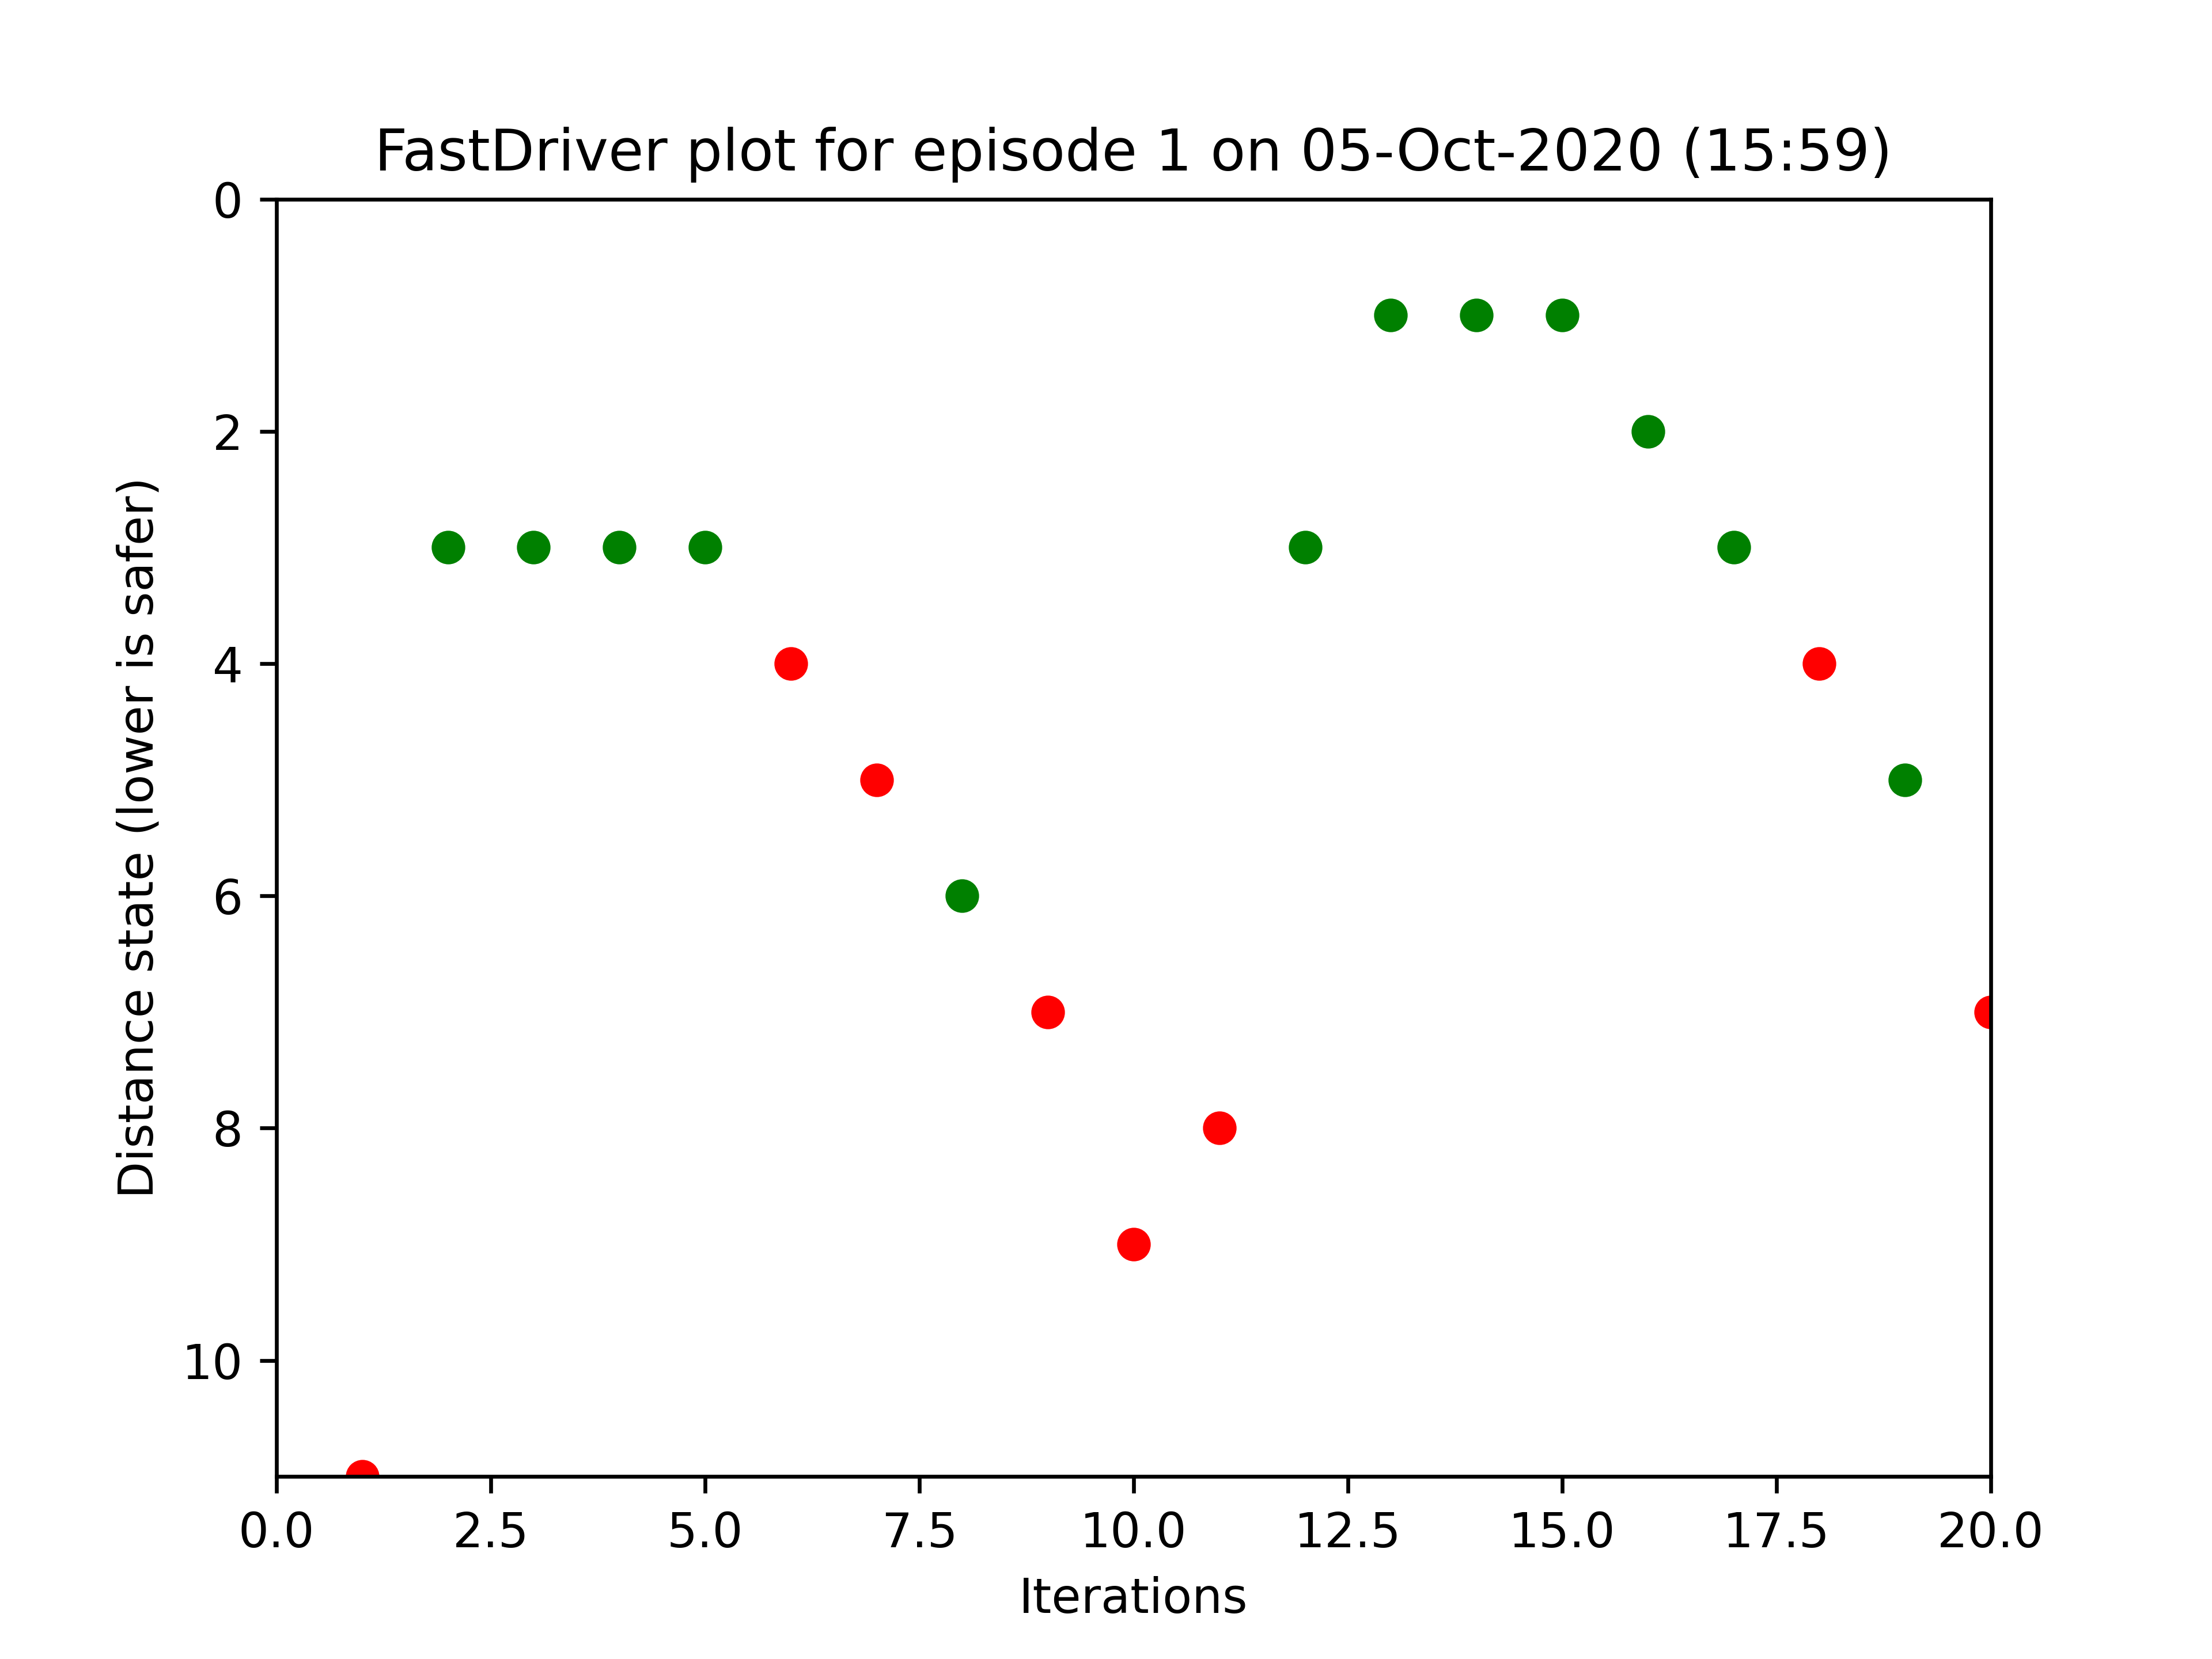 FastDriver plot for episode 1 on 05-Oct-2020 (15:59)
0
2
4
6
8
10
Distance state (lower is safer)
0.0 2.5 5.0 7.5 10.0 12.5 15.0 17.5 20.0
Iterations